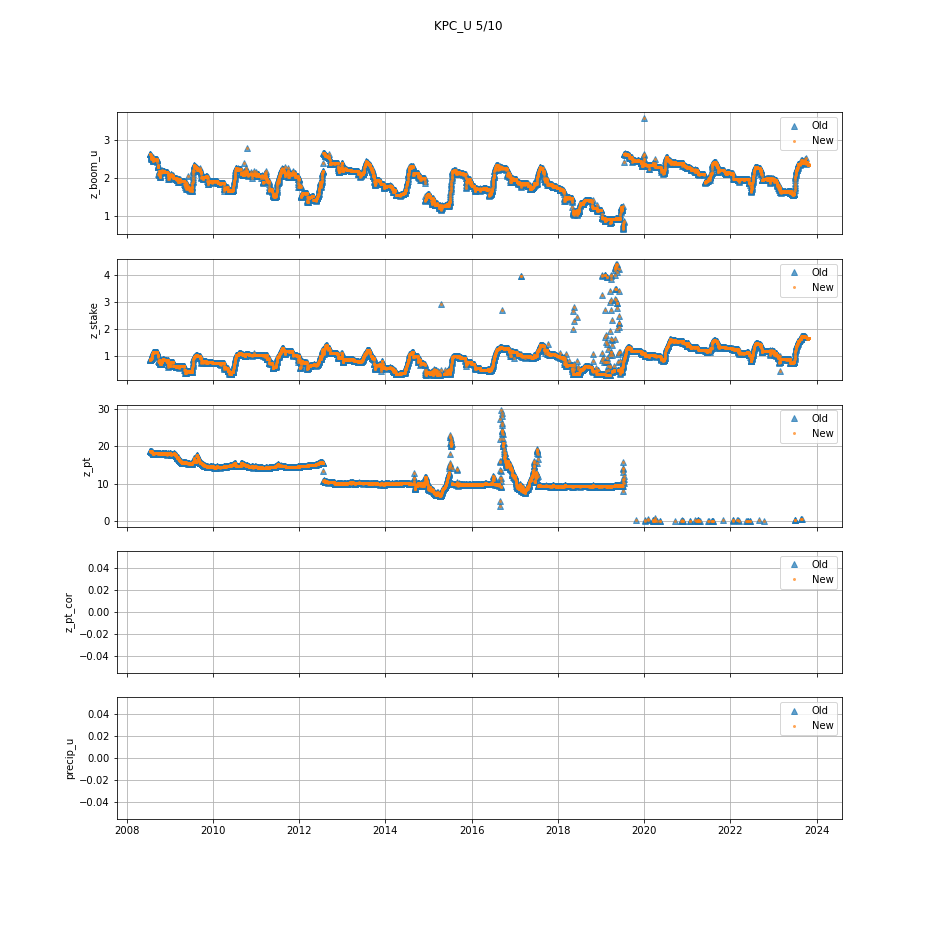 KPC_U 5/10
z_boom_u
3
2
1
Old
New
z_stake
4
3
2
1
Old
New
z_pt
30
20
10
0
Old
New
z_pt_cor
0.04
0.02
0.00
−0.02
−0.04
Old
New
precip_u
0.04
0.02
0.00
−0.02
−0.04
Old
New
2008 2010 2012 2014 2016 2018 2020 2022 2024